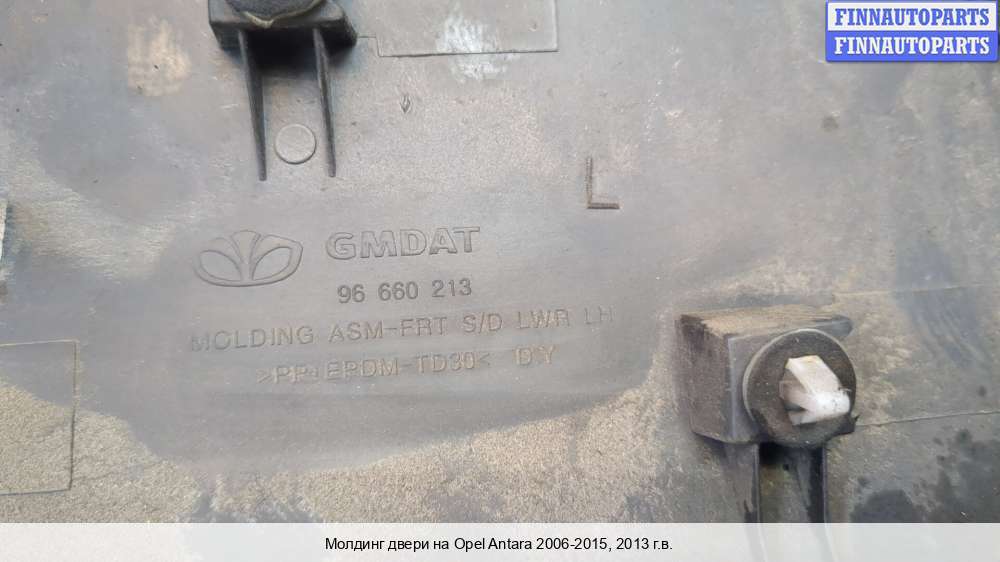 FINNAUTOPARTS
FINNAUTOPARTS
L
GMDAT
96 660 213
MOLDING ASM-FRT S/D LWR LH
>PP+EPDM-TD30< DY
Молдинг двери на Opel Antara 2006-2015, 2013 г.в.